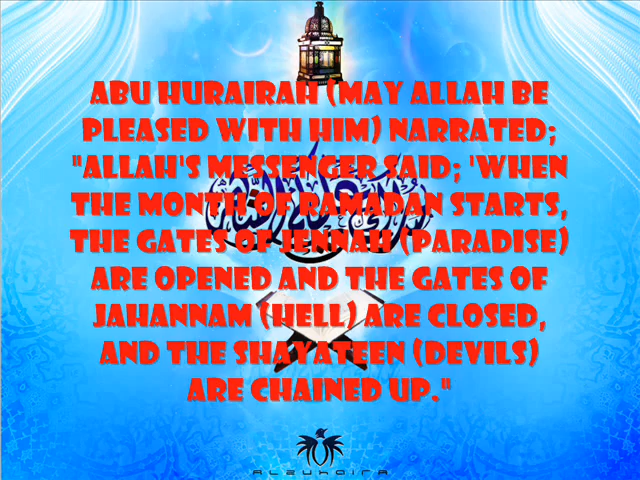 ABU HURAIRAH (MAY ALLAH BE
PLEASED WITH HIM) NARRATED;
"ALLAH'S MESSENGER SAID; 'WHEN
THE MONTH OF RAMADAN STARTS,
THE GATES OF JENNAH (PARADISE)
ARE OPENED AND THE GATES OF
JAHANNAM (HELL) ARE CLOSED,
AND THE SHAYATEEN (DEVILS)
ARE CHAINED UP."
ALZUHAIRA